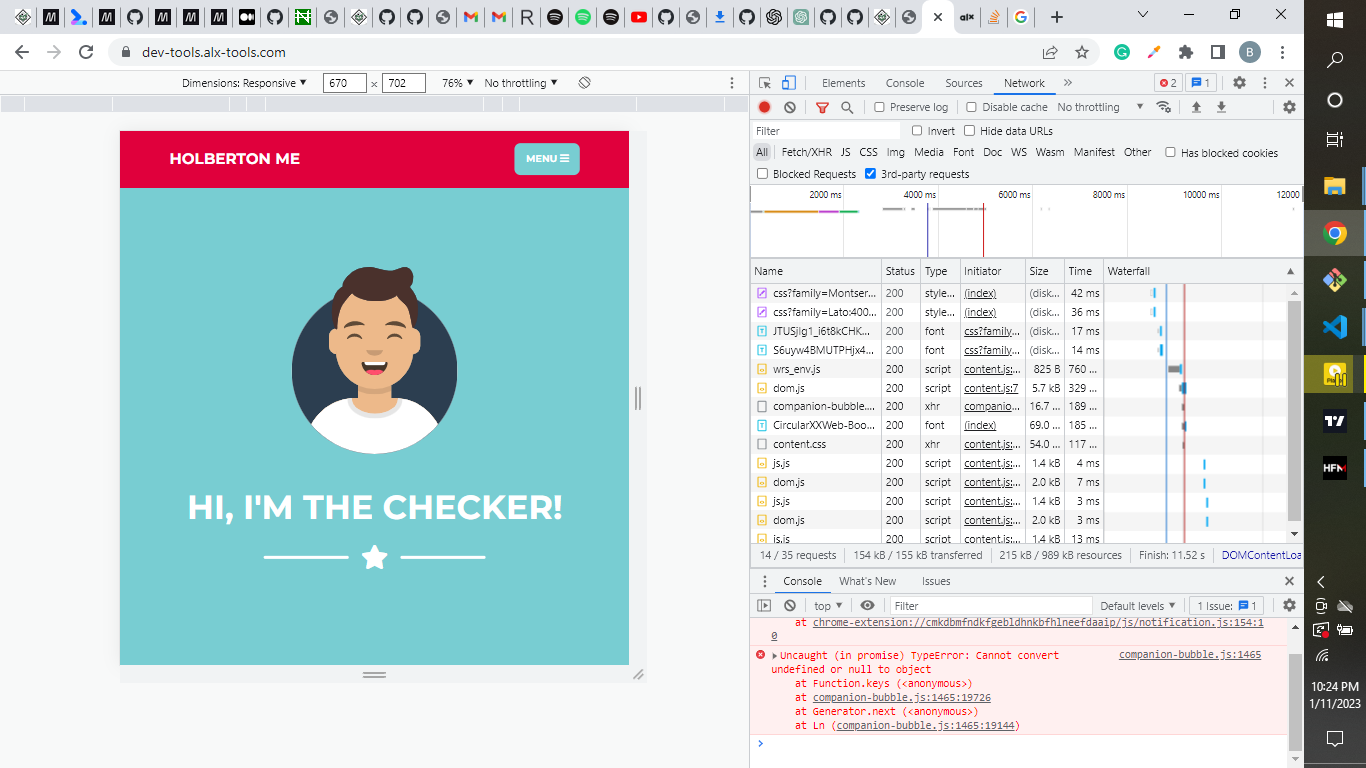 dev-tools.alx-tools.com
B
Dimensions: Responsive ▼ 670 × 702 76% ▼ No throttling ▼
Elements Console Sources Network » 2 1
Preserve log Disable cache No throttling ▼
Filter Invert Hide data URLs
All Fetch/XHR JS CSS Img Media Font Doc WS Wasm Manifest Other Has blocked cookies
Blocked Requests 3rd-party requests
2000 ms 4000 ms 6000 ms 8000 ms 10000 ms 12000
Name Status Type Initiator Size Time Waterfall
css?family=Montser... 200 style... (index) (disk... 42 ms
css?family=Lato:400... 200 style... (index) (disk... 36 ms
JTUSjIg1_i6t8kCHK... 200 font css?family... (disk... 17 ms
S6uyw4BMUTPHjx4... 200 font css?family... (disk... 14 ms
wrs_env.js 200 script content.js:... 825 B 760 ...
dom.js 200 script content.js:7 5.7 kB 329 ...
companion-bubble.... 200 xhr companio... 16.7 ... 189 ...
CircularXXWeb-Boo... 200 font (index) 69.0 ... 185 ...
content.css 200 xhr content.js:... 54.0 ... 117 ...
js.js 200 script content.js:... 1.4 kB 4 ms
dom.js 200 script content.js:... 2.0 kB 7 ms
js.js 200 script content.js:... 1.4 kB 3 ms
dom.js 200 script content.js:... 2.0 kB 3 ms
js.js 200 script content.js:... 1.4 kB 13 ms
14 / 35 requests 154 kB / 155 kB transferred 215 kB / 989 kB resources Finish: 11.52 s DOMContentLoa
Console What's New Issues
top ▼ Filter Default levels ▼ 1 Issue: 1
at chrome-extension://cmkdbmfndkfgebldhnkbfhlneefdaaip/js/notification.js:154:1
0
Uncaught (in promise) TypeError: Cannot convert companion-bubble.js:1465
undefined or null to object
at Function.keys (<anonymous>)
at companion-bubble.js:1465:19726
at Generator.next (<anonymous>)
at Ln (companion-bubble.js:1465:19144)
HOLBERTON ME
MENU
HI, I'M THE CHECKER!
HFM
10:24 PM
1/11/2023